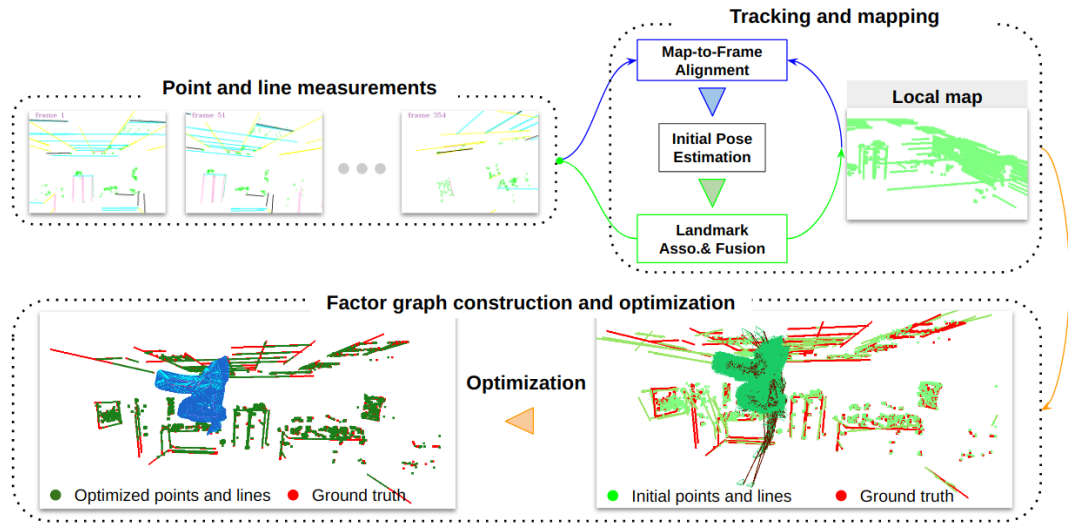 Tracking and mapping
Point and line measurements
frame 1
frame 51
frame 554
Map-to-Frame
Alignment
Initial Pose
Estimation
Landmark
Asso.& Fusion
Local map
Factor graph construction and optimization
Optimization
Optimized points and lines
Ground truth
Initial points and lines
Ground truth